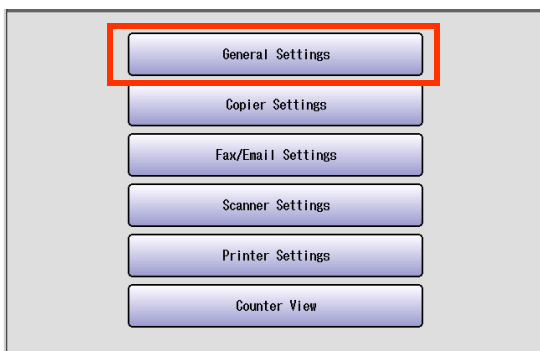 General Settings
Copier Settings
Fax/Email Settings
Scanner Settings
Printer Settings
Counter View